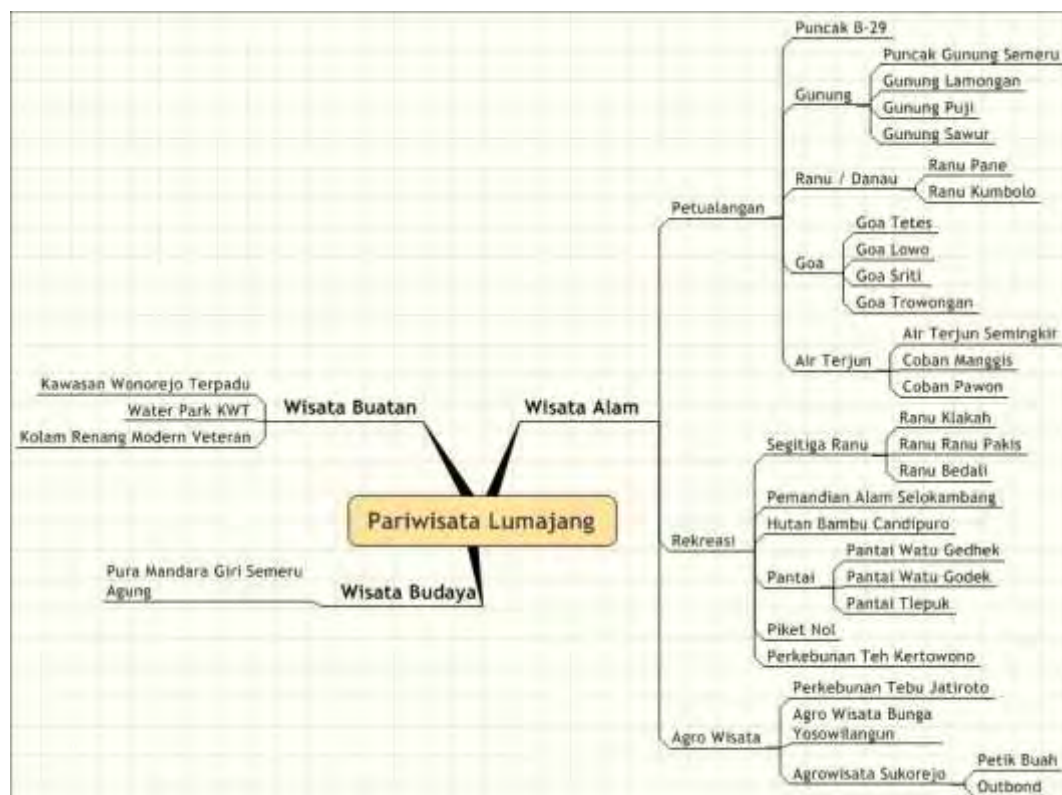 Pariwisata Lumajang
Wisata Alam
Petualangan
Puncak B-29
Gunung
Puncak Gunung Semeru
Gunung Lamongan
Gunung Puji
Gunung Sawur
Ranu / Danau
Ranu Pane
Ranu Kumbolo
Goa
Goa Tetes
Goa Lowo
Goa Sriti
Goa Trowongan
Air Terjun
Air Terjun Semingkir
Coban Manggis
Coban Pawon
Rekreasi
Segitiga Ranu
Ranu Klakah
Ranu Ranu Pakis
Ranu Bedali
Pemandian Alam Selokambang
Hutan Bambu Candipuro
Pantai
Pantai Watu Gedhek
Pantai Watu Godek
Pantai Tlepuk
Piket Nol
Perkebunan Teh Kertowono
Agro Wisata
Perkebunan Tebu Jatiroto
Agro Wisata Bunga
Yosowilangun
Agrowisata Sukorejo
Petik Buah
Outbond
Wisata Buatan
Kawasan Wonorejo Terpadu
Water Park KWT
Kolam Renang Modern Veteran
Wisata Budaya
Pura Mandara Giri Semeru
Agung